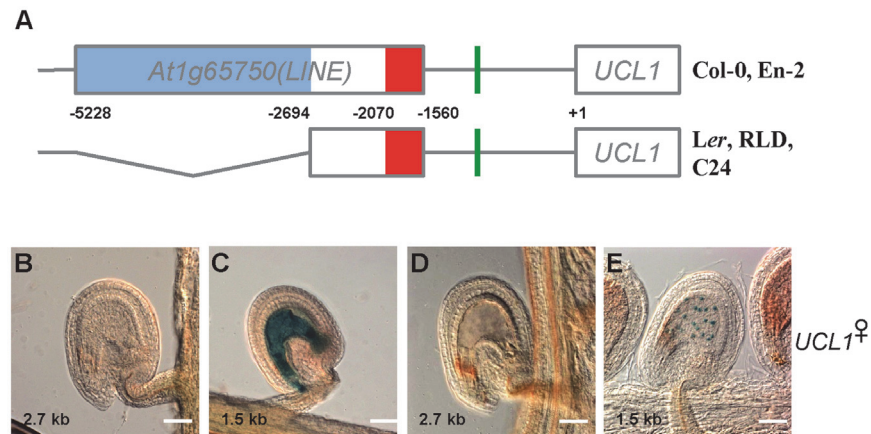 A
At1g65750(LINE)
UCL1
Col-0, En-2
-5228 -2694 -2070 -1560 +1
UCL1
Ler, RLD,
C24
B C D E
UCL1♀
2.7 kb 1.5 kb 2.7 kb 1.5 kb